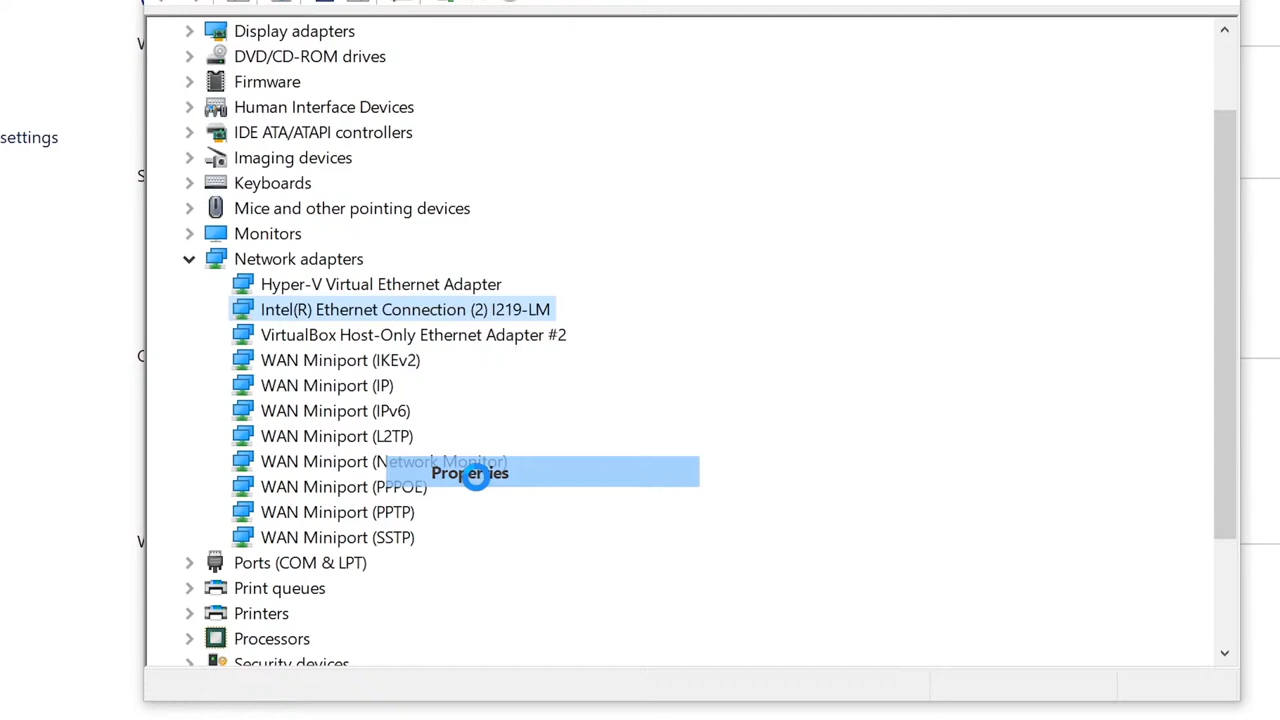 Display adapters
DVD/CD-ROM drives
Firmware
Human Interface Devices
settings
IDE ATA/ATAPI controllers
Imaging devices
Keyboards
Mice and other pointing devices
Monitors
Network adapters
Hyper-V Virtual Ethernet Adapter
Intel(R) Ethernet Connection (2) I219-LM
VirtualBox Host-Only Ethernet Adapter #2
WAN Miniport (IKEv2)
WAN Miniport (IP)
WAN Miniport (IPv6)
WAN Miniport (L2TP)
WAN Miniport (Network Monitor)
Properties
WAN Miniport (PPPOE)
WAN Miniport (PPTP)
WAN Miniport (SSTP)
Ports (COM & LPT)
Print queues
Printers
Processors
Security devices